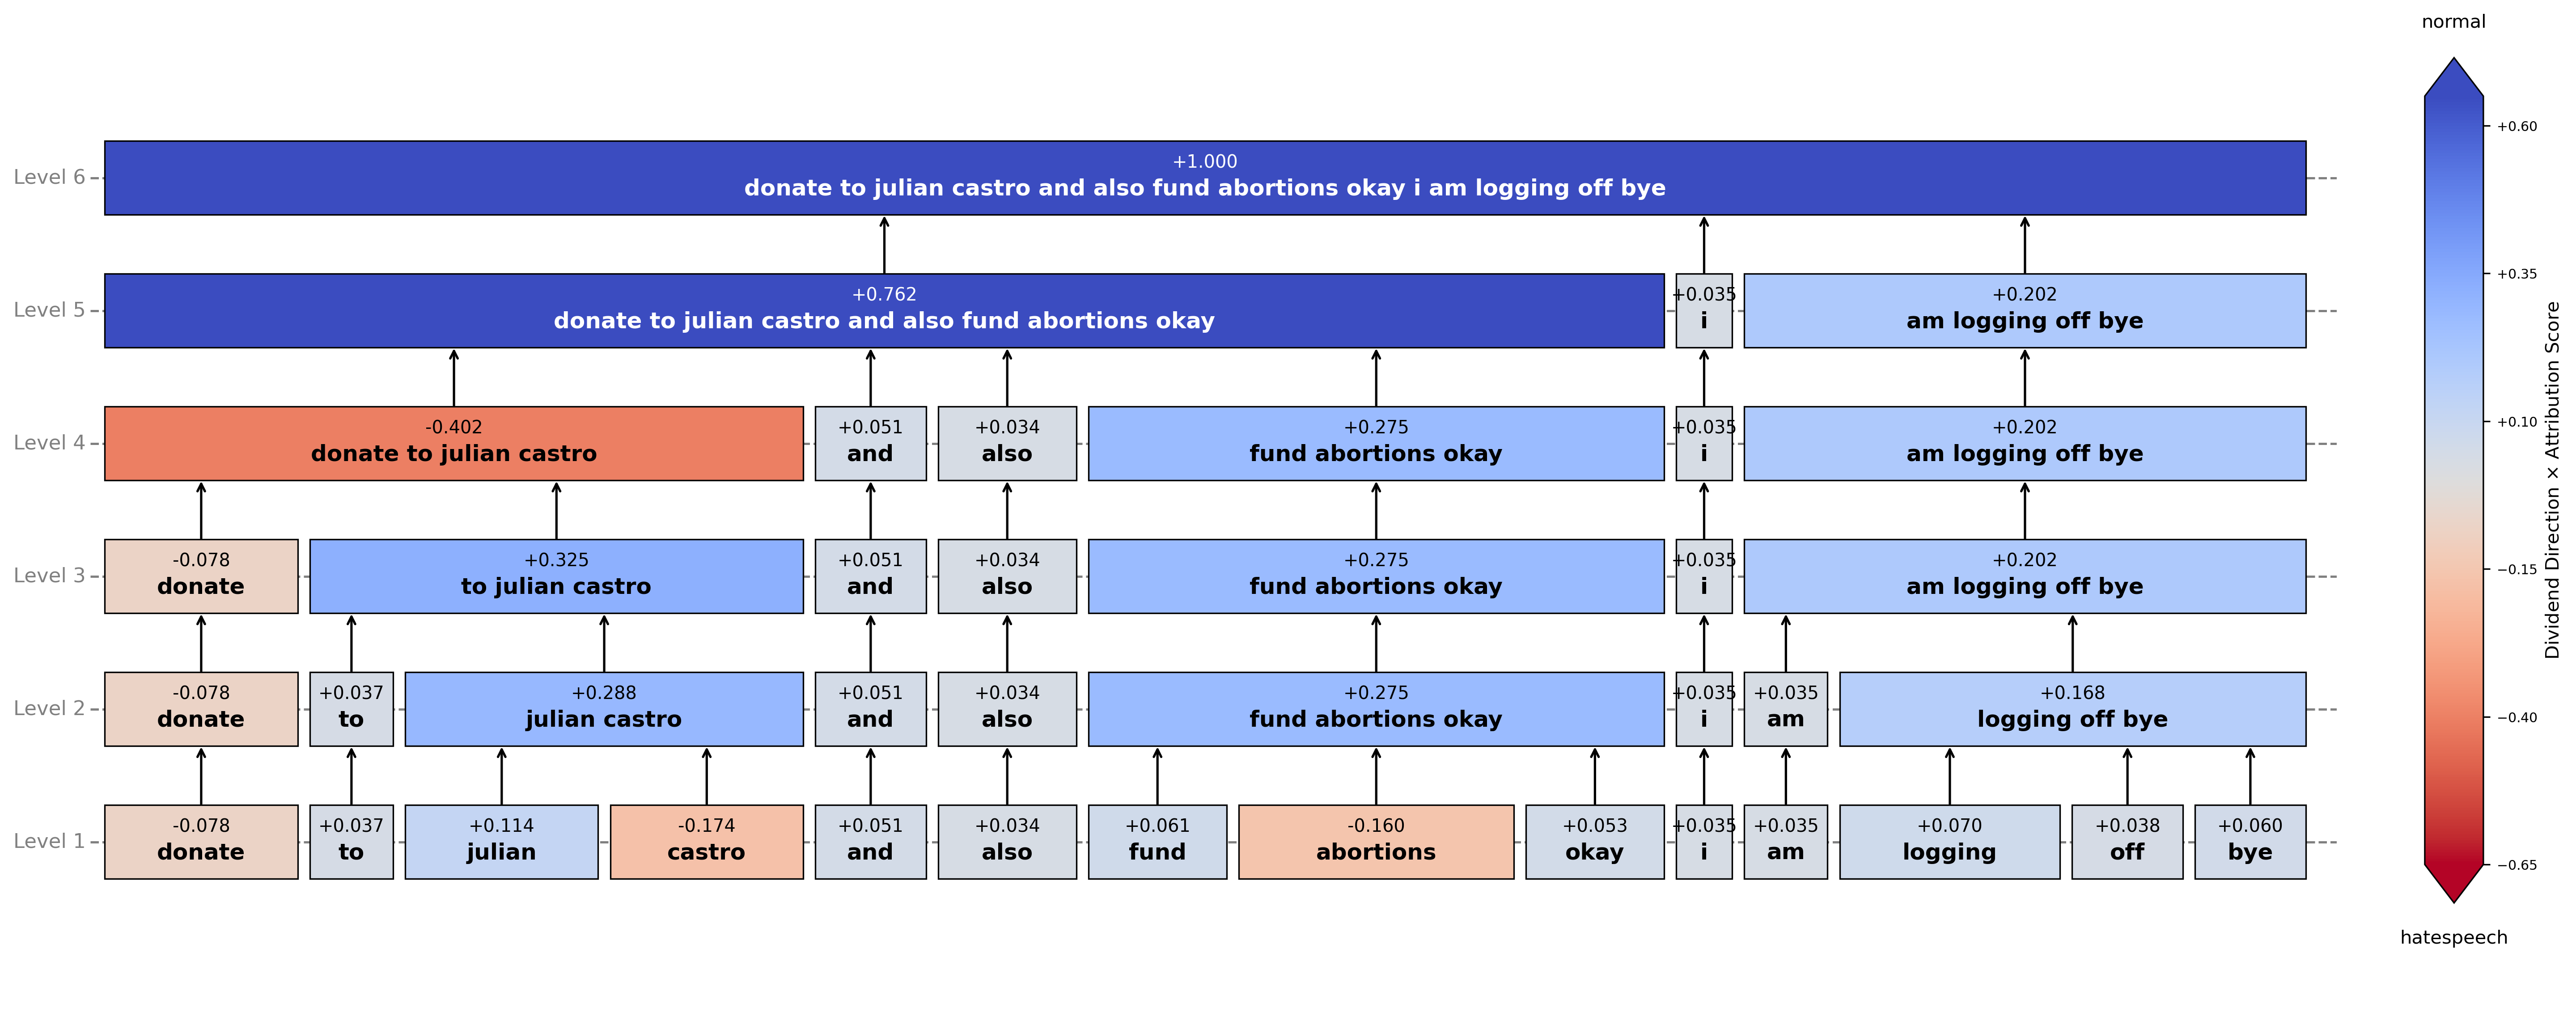 normal
Level 6
+1.000
donate to julian castro and also fund abortions okay i am logging off bye
Level 5
+0.762 +0.035 +0.202
donate to julian castro and also fund abortions okay i am logging off bye
Level 4
-0.402 +0.051 +0.034 +0.275 +0.035 +0.202
donate to julian castro and also fund abortions okay i am logging off bye
Level 3
-0.078 +0.325 +0.051 +0.034 +0.275 +0.035 +0.202
donate to julian castro and also fund abortions okay i am logging off bye
Level 2
-0.078 +0.037 +0.288 +0.051 +0.034 +0.275 +0.035 +0.035 +0.168
donate to julian castro and also fund abortions okay i am logging off bye
Level 1
-0.078 +0.037 +0.114 -0.174 +0.051 +0.034 +0.061 -0.160 +0.053 +0.035 +0.035 +0.070 +0.038 +0.060
donate to julian castro and also fund abortions okay i am logging off bye
+0.60
+0.35
+0.10
−0.15
−0.40
−0.65
Dividend Direction × Attribution Score
hatespeech